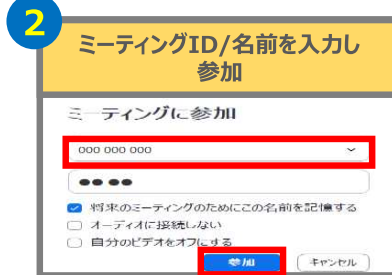 2
ミーティングID/名前を入力し
参加
ミーティングに参加
000 000 000
●● ●●
将来のミーティングのためにこの名前を記憶する
オーディオに接続しない
自分のビデオをオフにする
参加 キャンセル